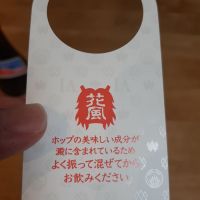 花風
ホップの美味しい成分が
澱に含まれているため
よく振って混ぜてから
お飲みください